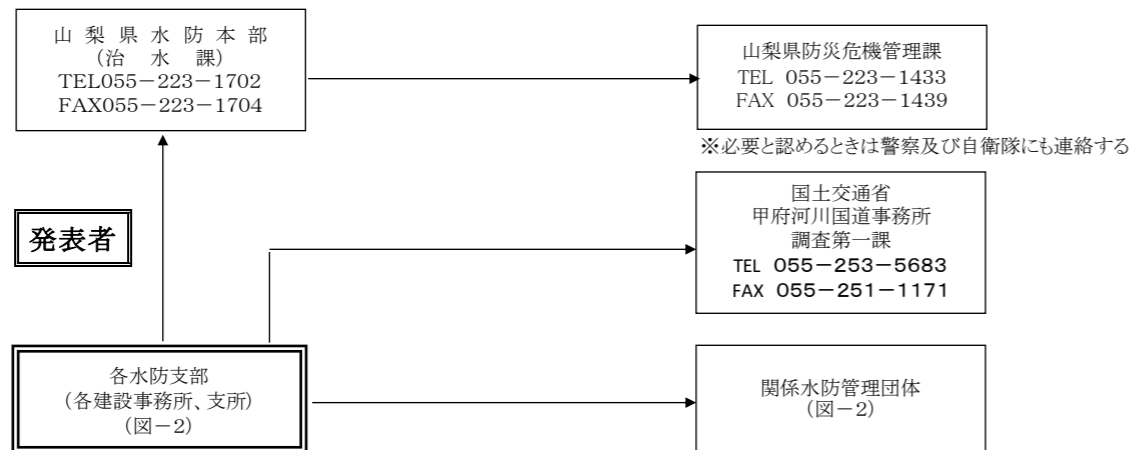 山 梨 県 水 防 本 部
(治 水 課)
TEL055－223－1702
FAX055－223－1704
山梨県防災危機管理課
TEL 055－223－1433
FAX 055－223－1439
※必要と認めるときは警察及び自衛隊にも連絡する
国土交通省
甲府河川国道事務所
調査第一課
TEL 055－253－5683
FAX 055－251－1171
発表者
各水防支部
(各建設事務所、支所)
(図－2)
関係水防管理団体
(図－2)